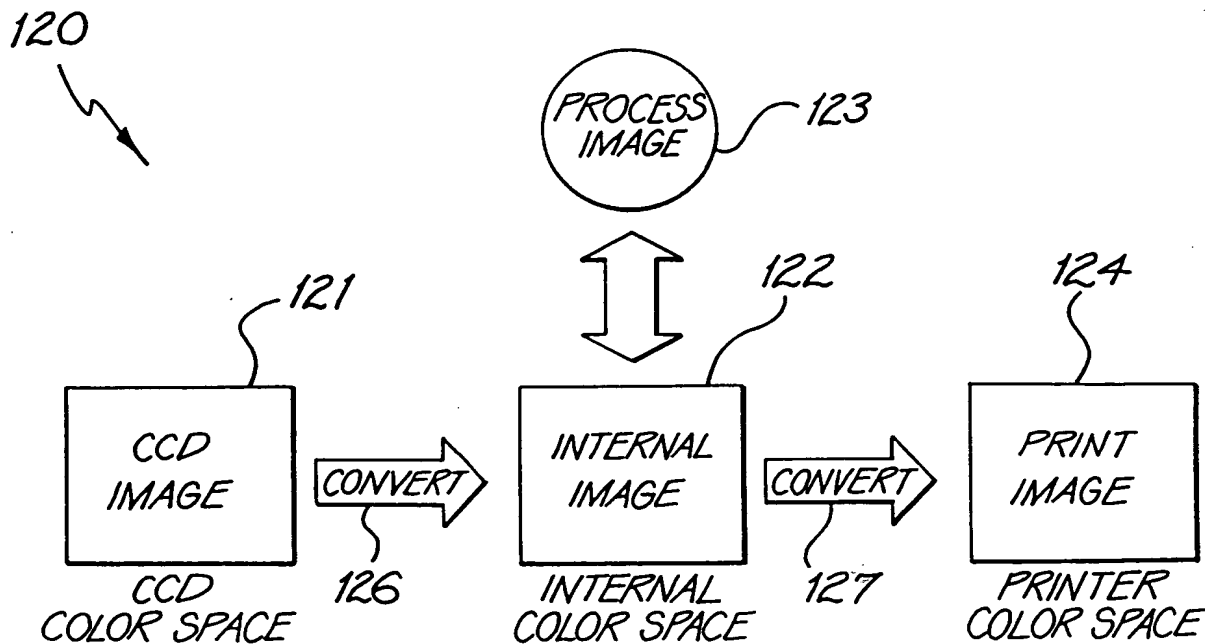 120
PROCESS
IMAGE
123
121
122
124
CCD
IMAGE
CONVERT
INTERNAL
IMAGE
CONVERT
PRINT
IMAGE
126
127
CCD
COLOR SPACE
INTERNAL
COLOR SPACE
PRINTER
COLOR SPACE